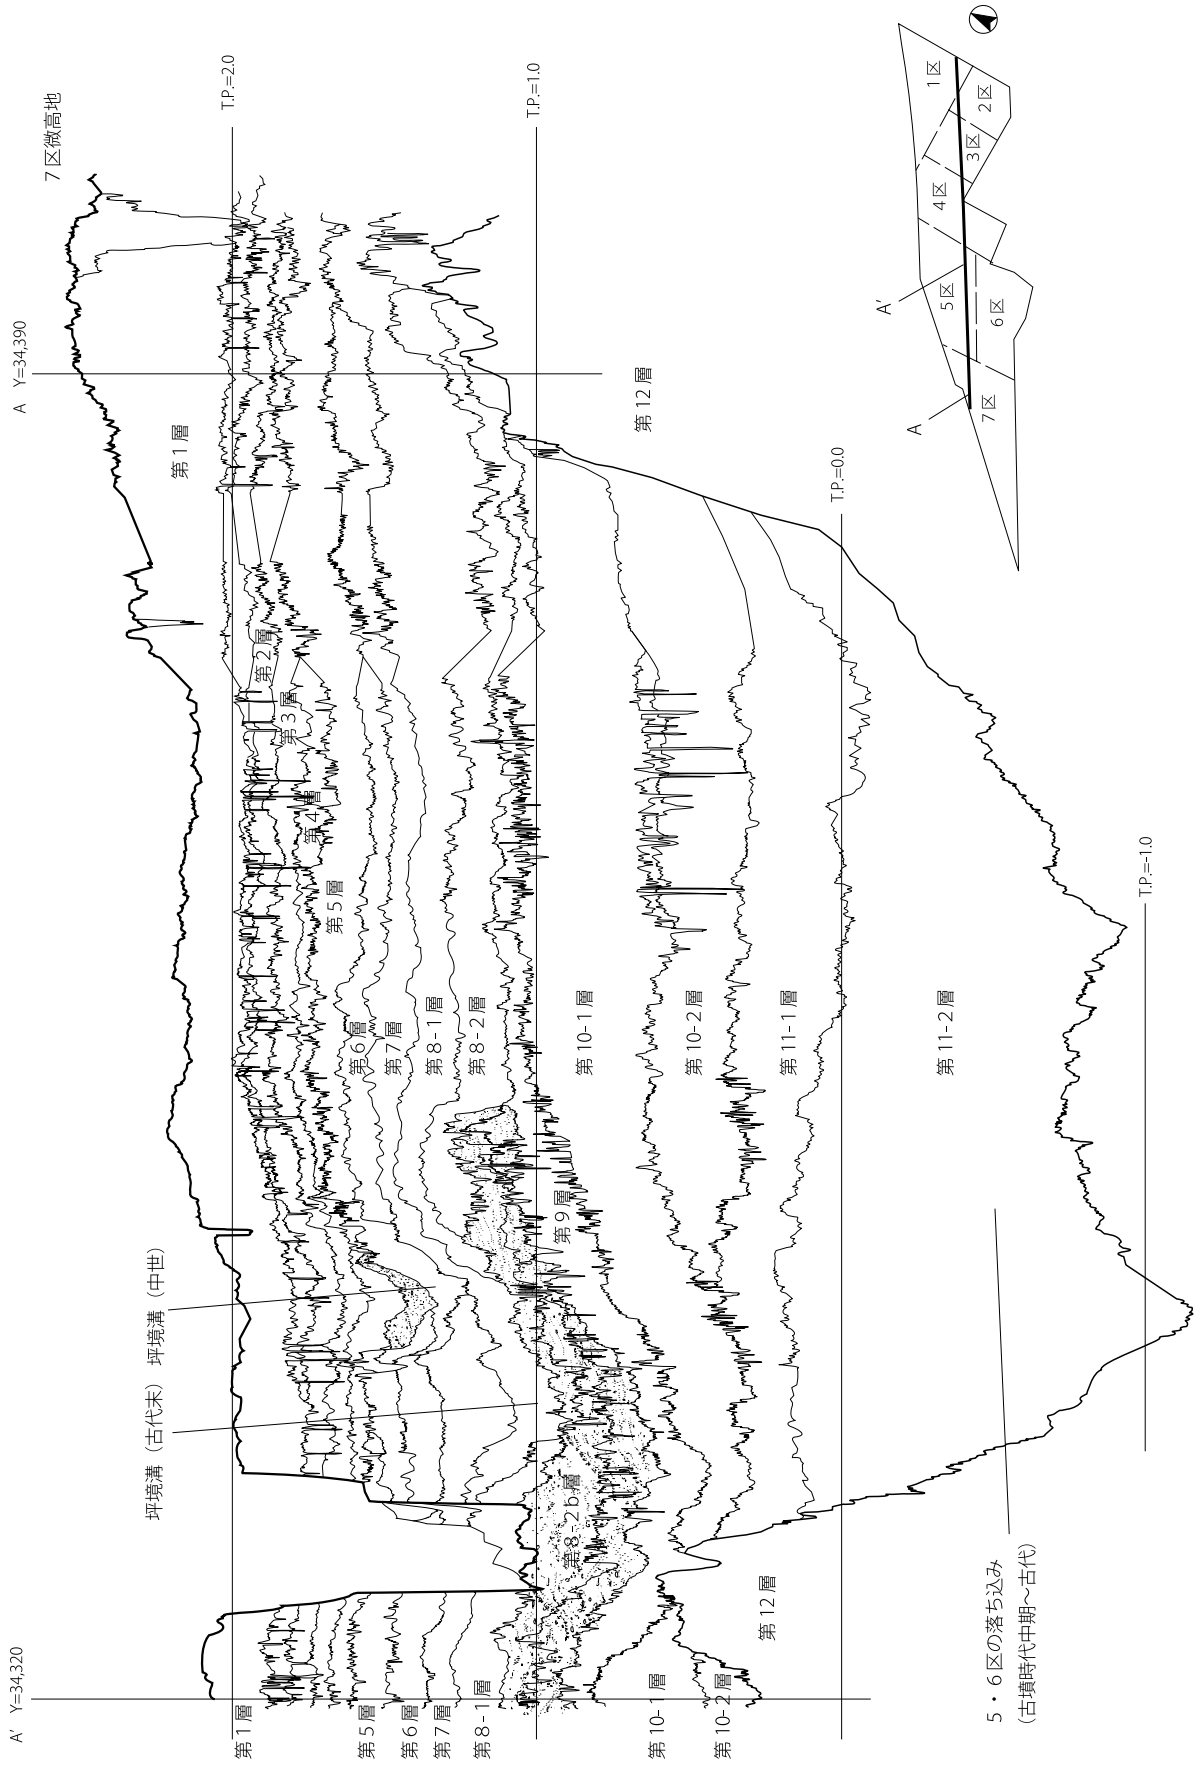 7区微高地
T.P.=2.0
T.P.=1.0
T.P.=0.0
T.P.=-1.0
A　Y=34,390
A′　Y=34,320
第1層
第2層
第3層
第4層
第5層
第6層
第7層
第8-1層
第8-2層
第9層
第10-1層
第10-2層
第11-1層
第11-2層
第12層
坪境溝（中世）
坪境溝（古代末）
第8-2b層
第12層
第1層
第5層
第6層
第7層
第8-1層
第10-1層
第10-2層
5・6区の落ち込み
（古墳時代中期～古代）
1区
2区
3区
4区
5区
6区
7区
A′
A